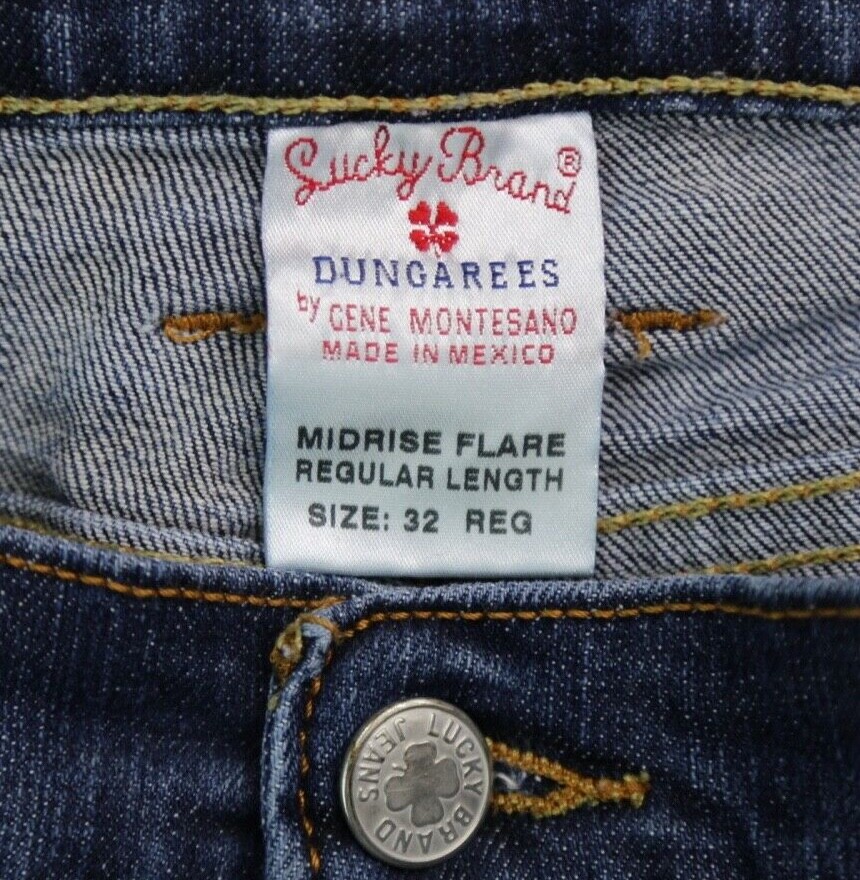 Lucky Brand®
DUNGAREES
by GENE MONTESANO
MADE IN MEXICO
MIDRISE FLARE
REGULAR LENGTH
SIZE: 32 REG
LUCKY BRAND JEANS